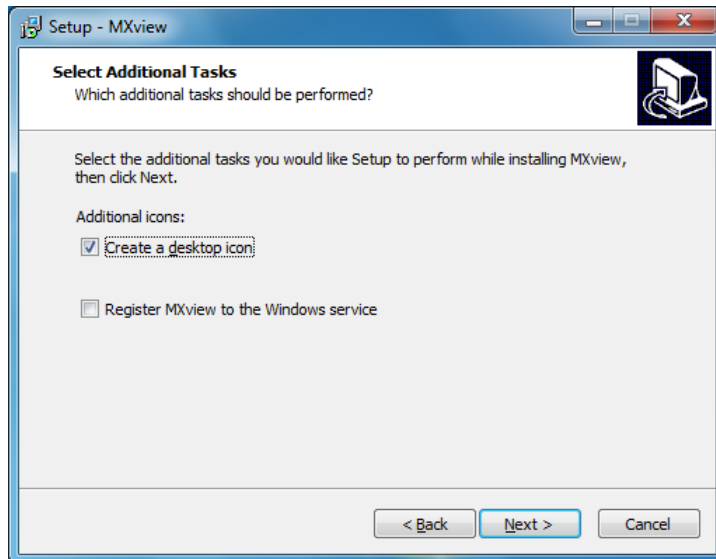 Setup - MXview
Select Additional Tasks
Which additional tasks should be performed?
Select the additional tasks you would like Setup to perform while installing MXview,
then click Next.
Additional icons:
Create a desktop icon
Register MXview to the Windows service
< Back
Next >
Cancel